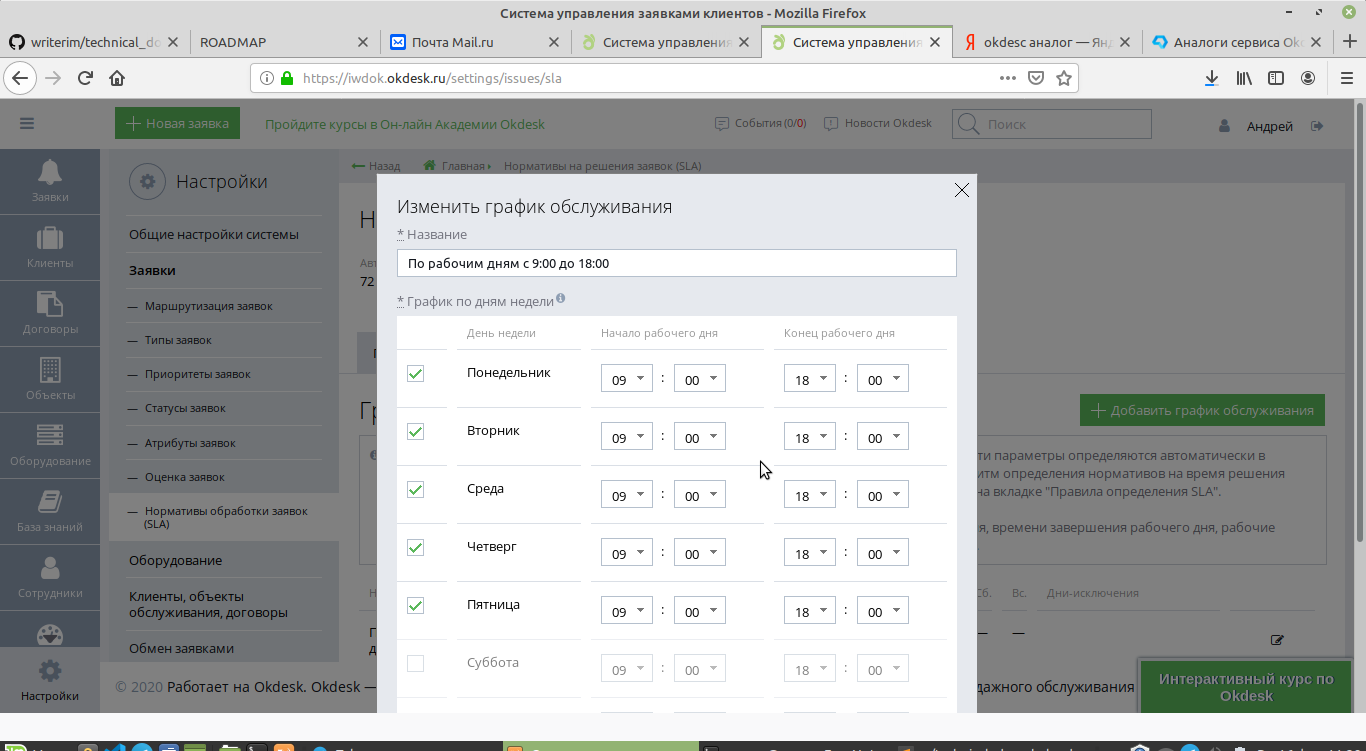 Система управления заявками клиентов - Mozilla Firefox
writerim/technical_do
ROADMAP
Почта Mail.ru
Система управления
Система управления
okdesc аналог — Янд
Аналоги сервиса Okd
https://iwdok.okdesk.ru/settings/issues/sla
Новая заявка
Пройдите курсы в Он-лайн Академии Okdesk
События (0/0)
Новости Okdesk
Поиск
Андрей
Заявки
Клиенты
Договоры
Объекты
Оборудование
База знаний
Сотрудники
Настройки
Настройки
Общие настройки системы
Заявки
— Маршрутизация заявок
— Типы заявок
— Приоритеты заявок
— Статусы заявок
— Атрибуты заявок
— Оценка заявок
— Нормативы обработки заявок
(SLA)
Оборудование
Клиенты, объекты
обслуживания, договоры
Обмен заявками
Назад
Главная
Нормативы на решения заявок (SLA)
Н
72
Изменить график обслуживания
* Название
По рабочим дням с 9:00 до 18:00
* График по дням недели
День недели Начало рабочего дня Конец рабочего дня
Понедельник 09 : 00 18 : 00
Вторник 09 : 00 18 : 00
Среда 09 : 00 18 : 00
Четверг 09 : 00 18 : 00
Пятница 09 : 00 18 : 00
Суббота 09 : 00 18 : 00
Добавить график обслуживания
ти параметры определяются автоматически в
итм определения нормативов на время решения
на вкладке "Правила определения SLA".
я, времени завершения рабочего дня, рабочие
Сб. Вс. Дни-исключения
— —
© 2020 Работает на Okdesk. Okdesk —
дажного обслуживания
Интерактивный курс по
Okdesk